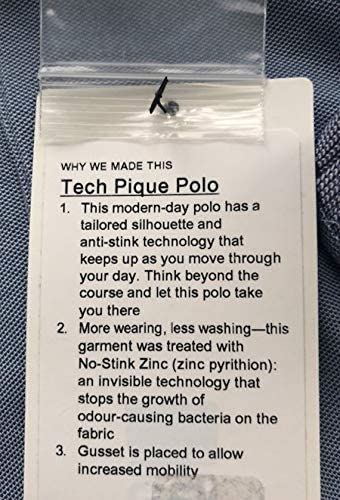 WHY WE MADE THIS
Tech Pique Polo
1. This modern-day polo has a
tailored silhouette and
anti-stink technology that
keeps up as you move through
your day. Think beyond the
course and let this polo take
you there
2. More wearing, less washing—this
garment was treated with
No-Stink Zinc (zinc pyrithion):
an invisible technology that
stops the growth of
odour-causing bacteria on the
fabric
3. Gusset is placed to allow
increased mobility